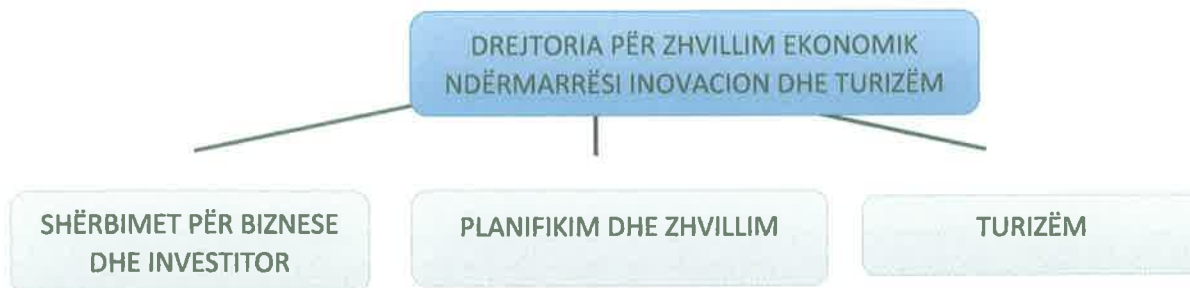 DREJTORIA PËR ZHVILLIM EKONOMIK
NDËRMARRËSI INOVACION DHE TURIZËM
SHËRBIMET PËR BIZNESE
DHE INVESTITOR
PLANIFIKIM DHE ZHVILLIM
TURIZËM